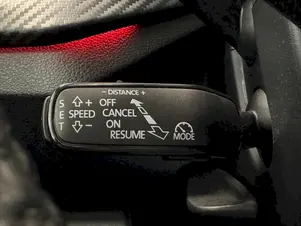 - DISTANCE +
S E T
+
SPEED
-
OFF
CANCEL
ON
RESUME
MODE